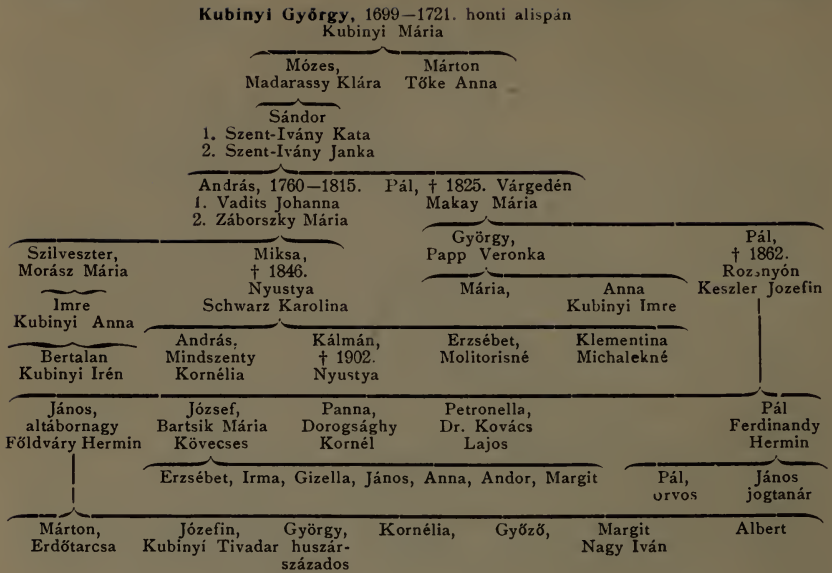 Kubinyi György, 1699—1721. honti alispán
Kubinyi Mária
Mózes, Márton
Madarassy Klára Tőke Anna
Sándor
1. Szent-Ivány Kata
2. Szent-Ivány Janka
András, 1760—1815. Pál, † 1825. Várgedén
1. Vadits Johanna Makay Mária
2. Záborszky Mária
Szilveszter, Miksa, György, Pál,
Morász Mária † 1846. Papp Veronka † 1862.
Nyustya Rozsnyón
Schwarz Karolina Mária, Anna Keszler Jozefin
Imre Kubinyi Imre
Kubinyi Anna
Bertalan András, Kálmán, Erzsébet, Klementina
Kubinyi Irén Mindszenty † 1902. Molitorisné Michalekné
Kornélia Nyustya
János, József, Panna, Petronella, Pál
altábornagy Bartsik Mária Dorogsághy Dr. Kovács Ferdinandy
Főldváry Hermin Kövecses Kornél Lajos Hermin
Erzsébet, Irma, Gizella, János, Anna, Andor, Margit Pál, János
orvos jogtanár
Márton, Józefin, György, Kornélia, Győző, Margit Albert
Erdőtarcsa Kubinyi Tivadar huszár- Nagy Iván
százados